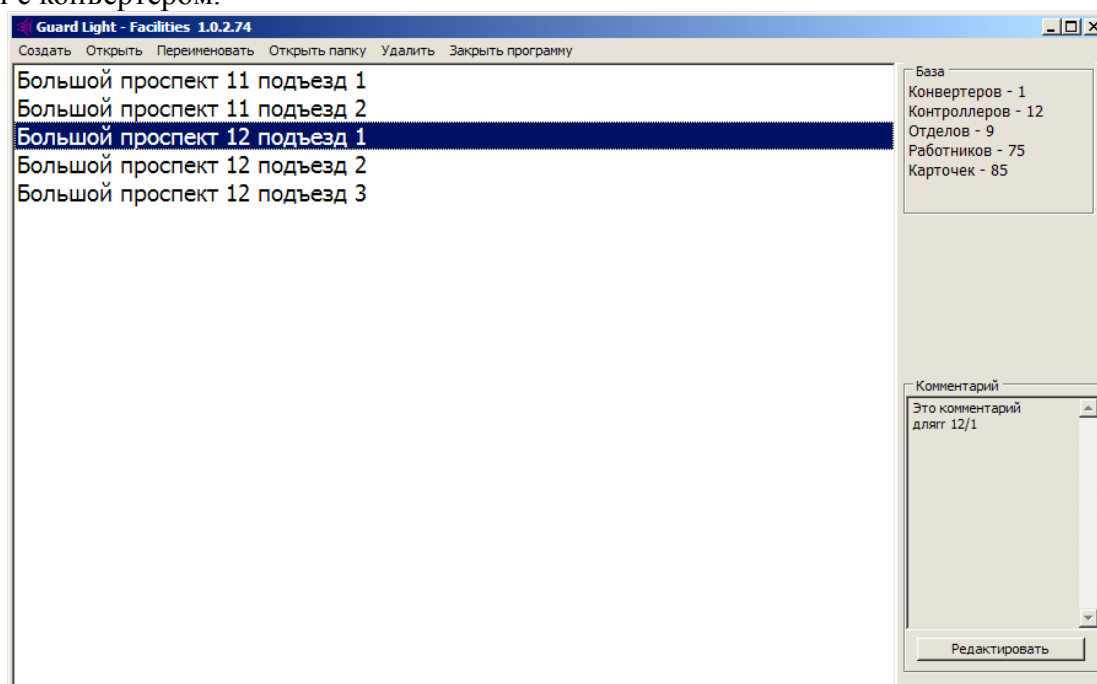 с конвертером.
Guard Light - Facilities 1.0.2.74
Создать Открыть Переименовать Открыть папку Удалить Закрыть программу
Большой проспект 11 подъезд 1
Большой проспект 11 подъезд 2
Большой проспект 12 подъезд 1
Большой проспект 12 подъезд 2
Большой проспект 12 подъезд 3
База
Конвертеров - 1
Контроллеров - 12
Отделов - 9
Работников - 75
Карточек - 85
Комментарий
Это комментарий
дляrr 12/1
Редактировать